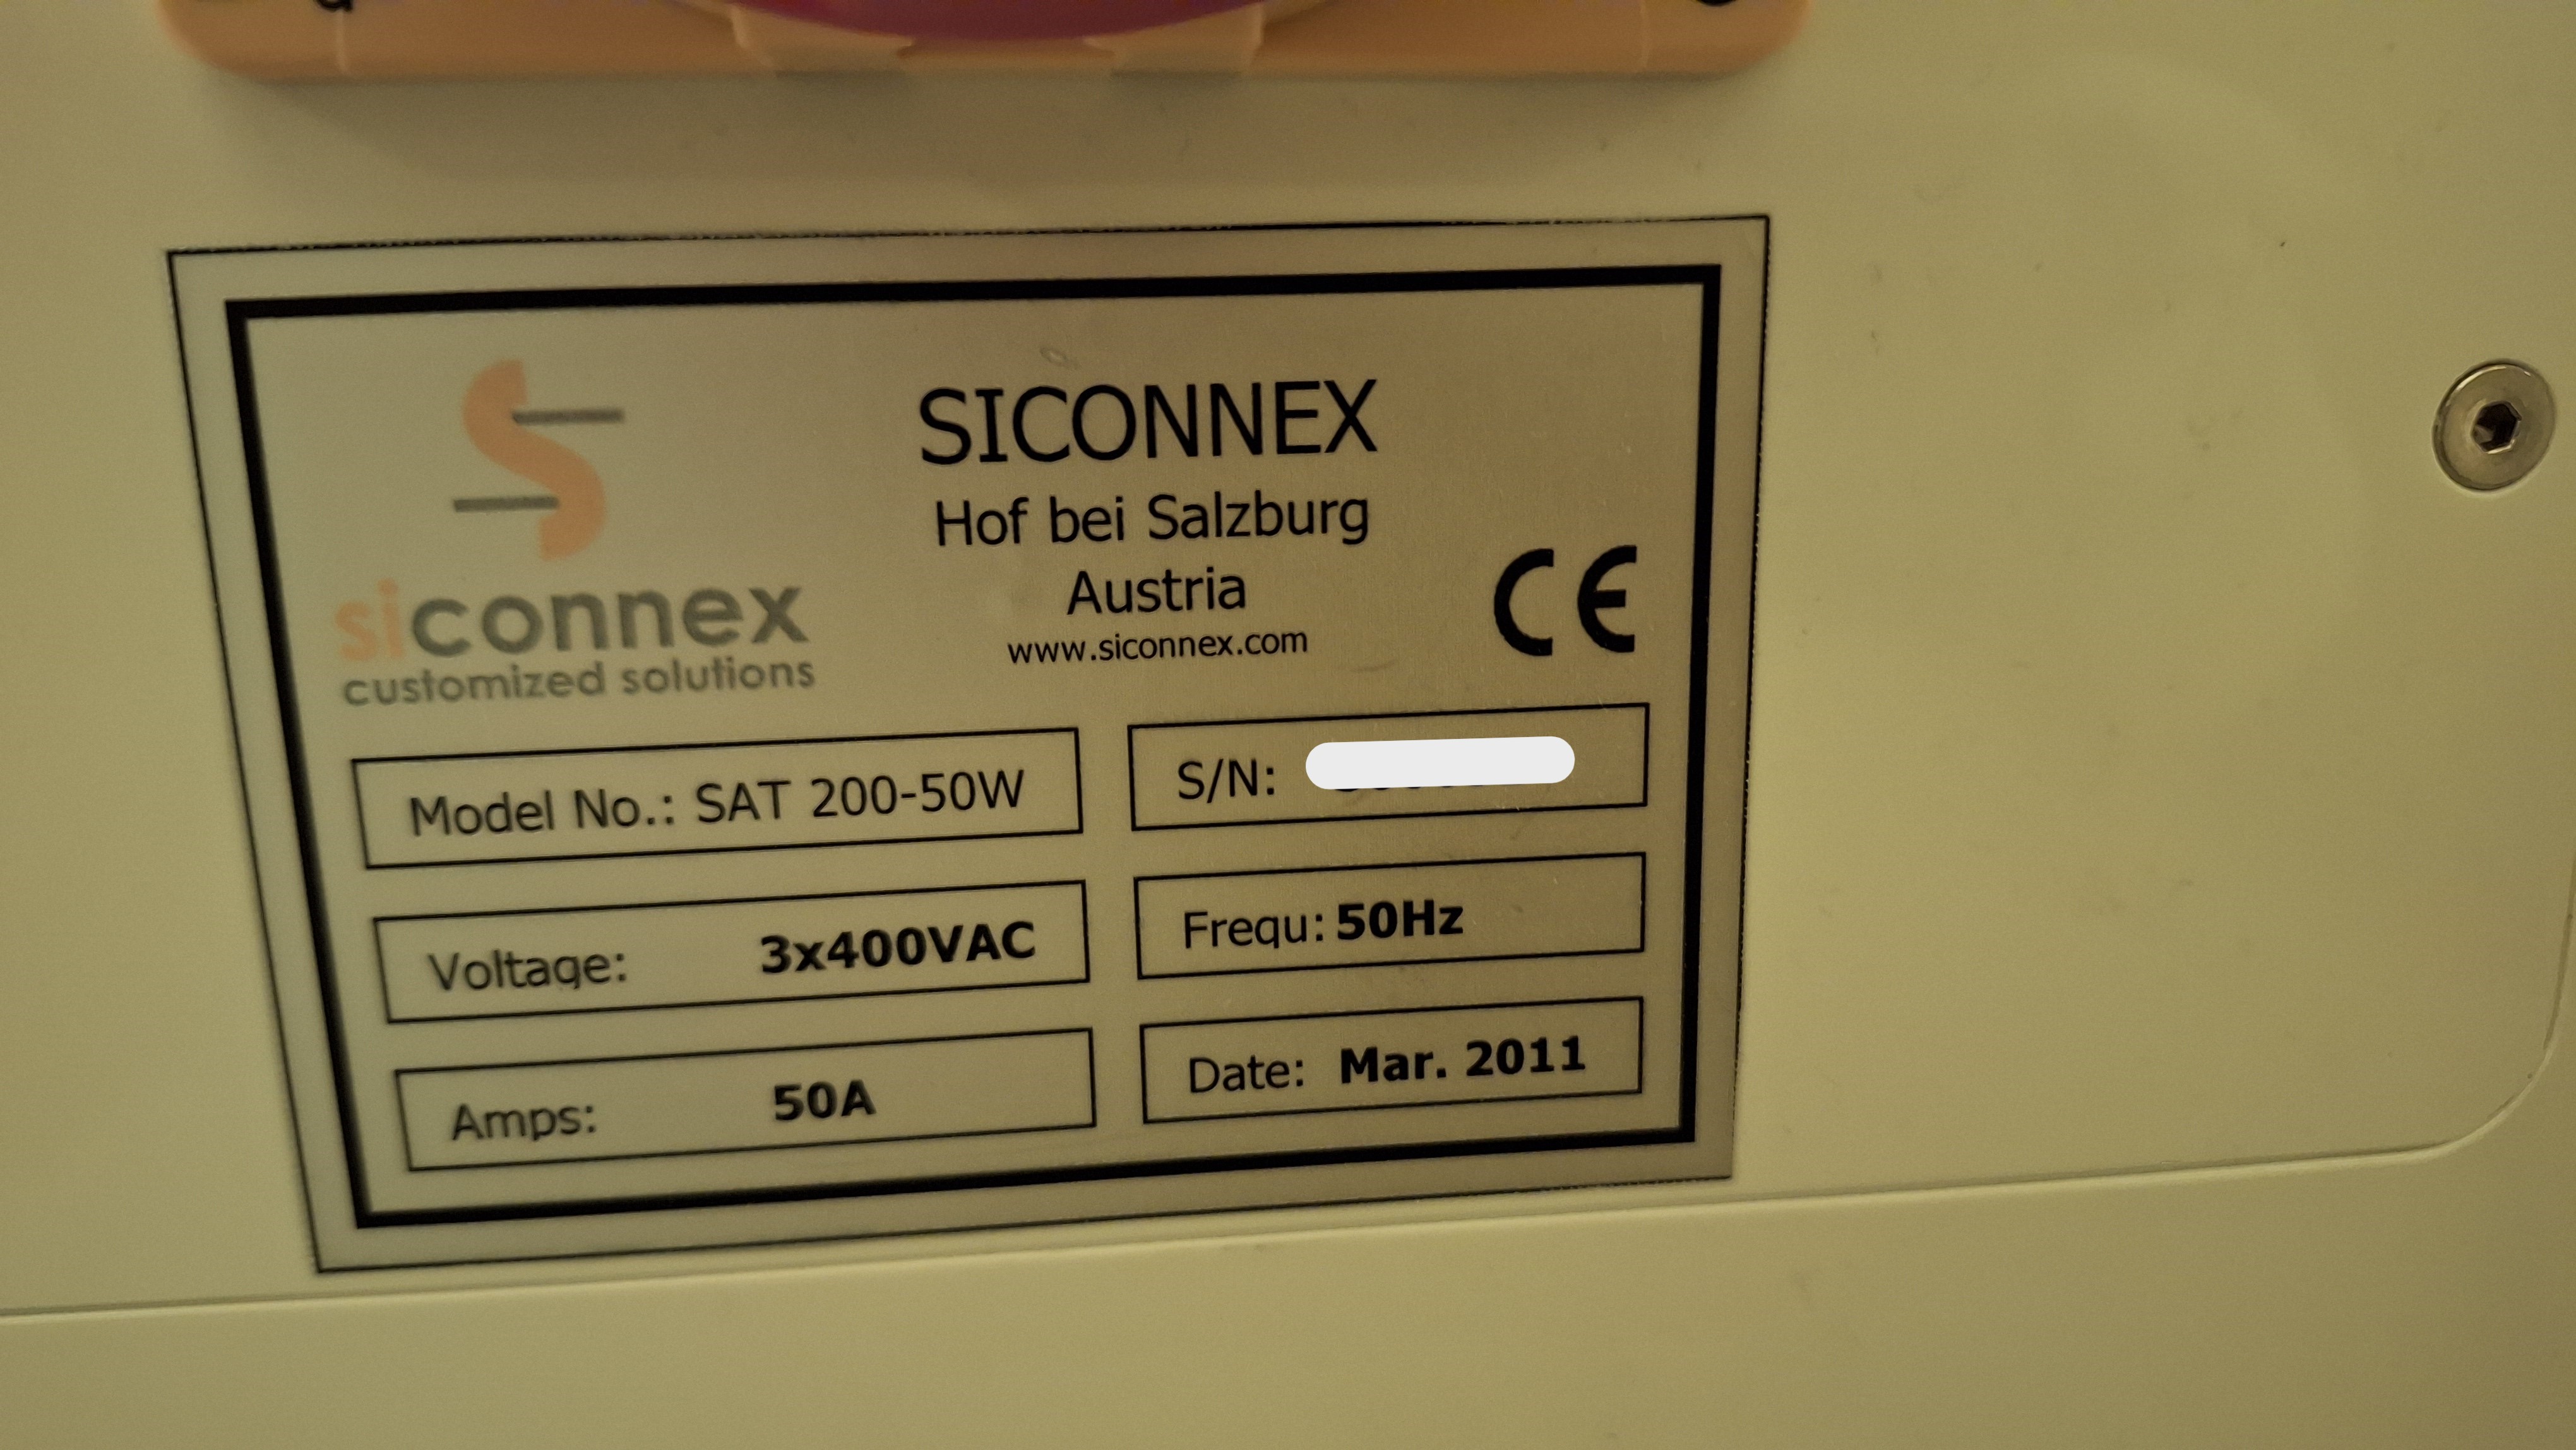 siconnex
customized solutions
SICONNEX
Hof bei Salzburg
Austria
www.siconnex.com
CE
Model No.: SAT 200-50W
S/N:
Voltage: 3x400VAC
Frequ: 50Hz
Amps: 50A
Date: Mar. 2011